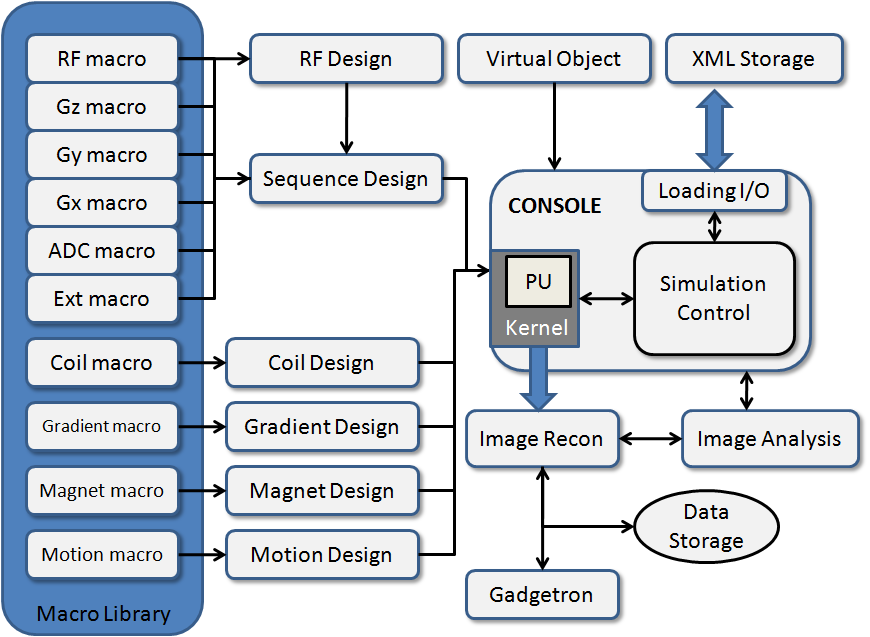 RF macro
Gz macro
Gy macro
Gx macro
ADC macro
Ext macro
Coil macro
Gradient macro
Magnet macro
Motion macro
Macro Library
RF Design
Sequence Design
Coil Design
Gradient Design
Magnet Design
Motion Design
Virtual Object
XML Storage
CONSOLE
Loading I/O
PU
Kernel
Simulation
Control
Image Recon
Image Analysis
Data
Storage
Gadgetron